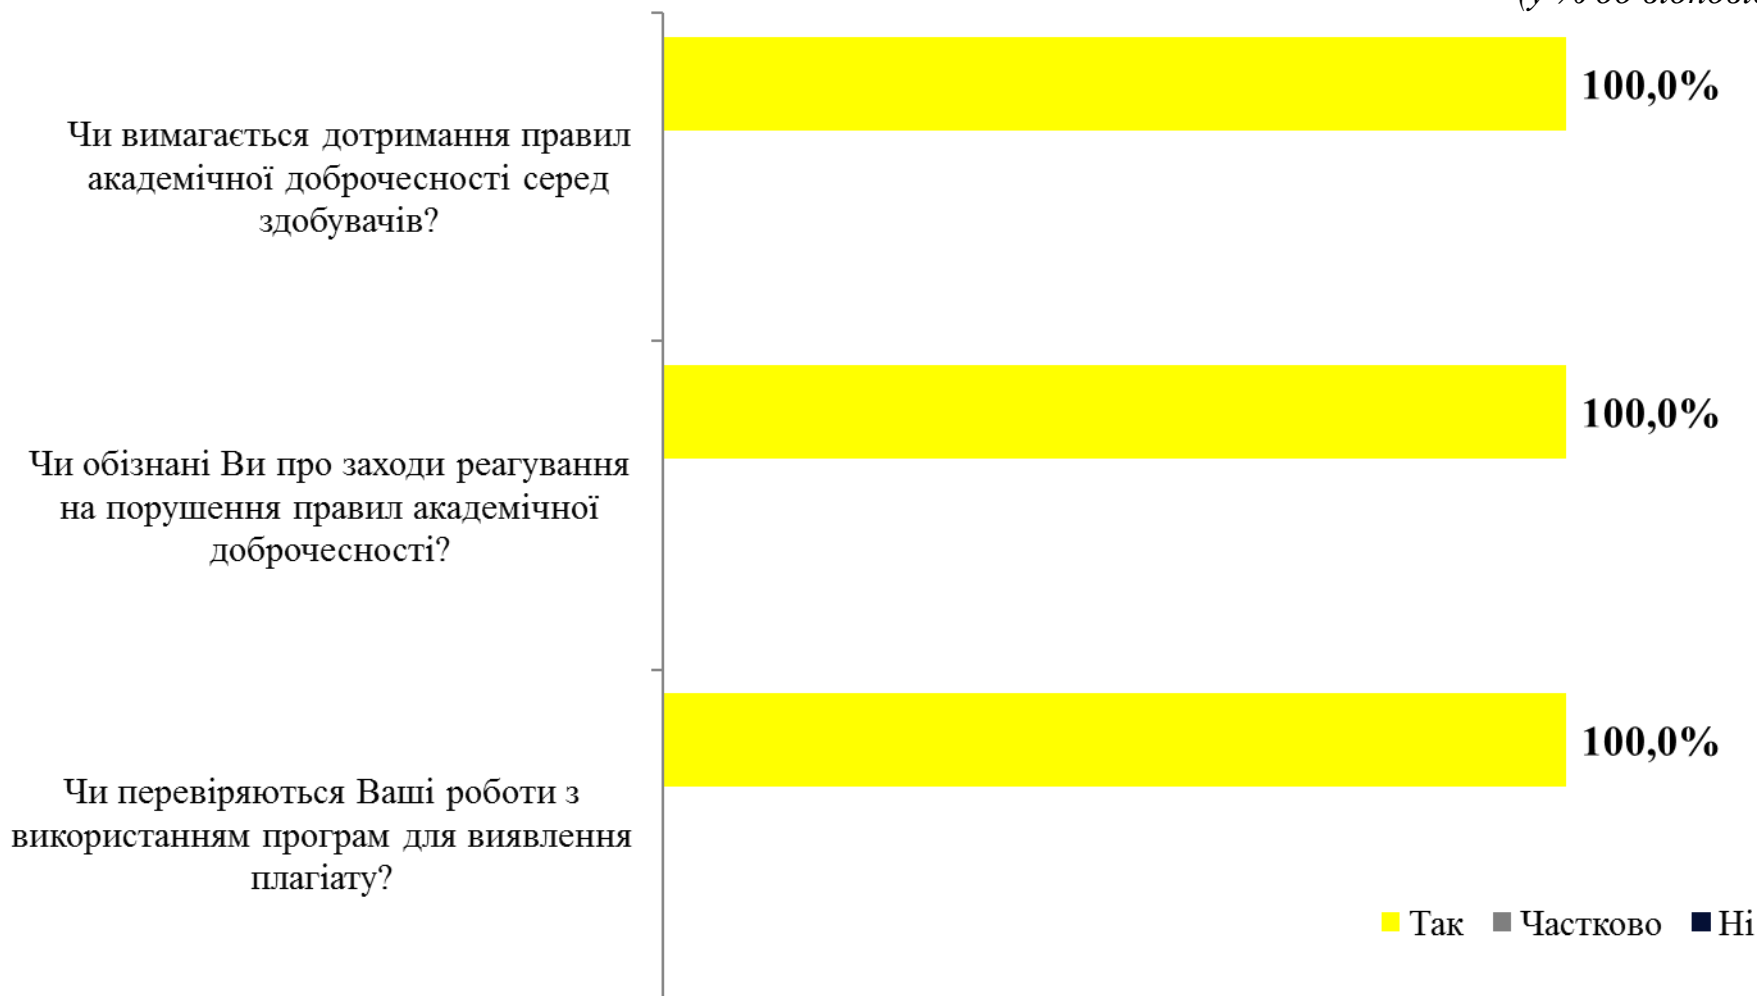 (у %
100,0%
Чи вимагається дотримання правил
академічної доброчесності серед
здобувачів?
100,0%
Чи обізнані Ви про заходи реагування
на порушення правил академічної
доброчесності?
100,0%
Чи перевіряються Ваші роботи з
використанням програм для виявлення
плагіату?
Так Частково Ні